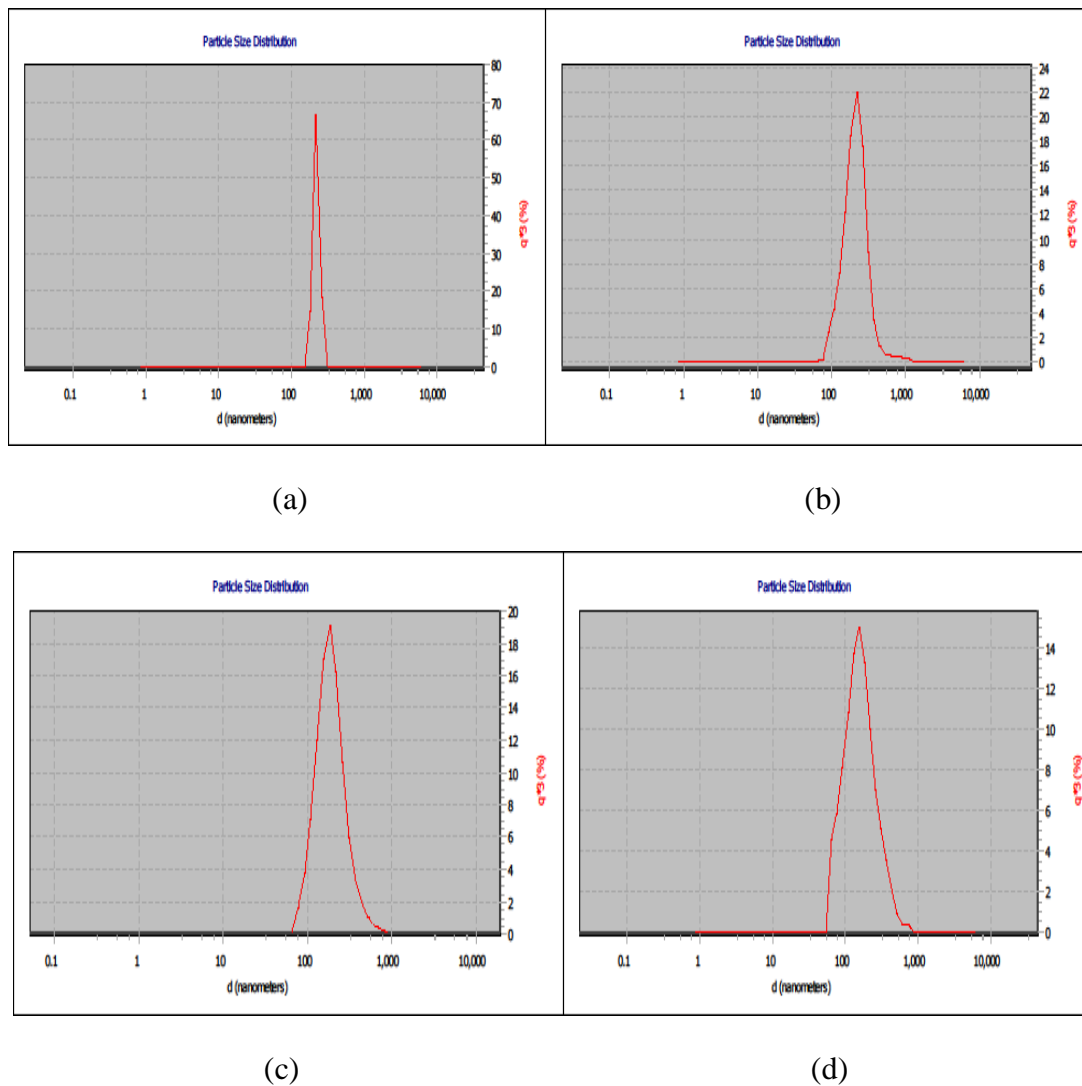 Particle Size Distribution
80
70
60
50
40
30
20
10
0
q*3 (%)
0.1 1 10 100 1,000 10,000
d (nanometers)
Particle Size Distribution
24
22
20
18
16
14
12
10
8
6
4
2
0
q*3 (%)
0.1 1 10 100 1,000 10,000
d (nanometers)
(a)
(b)
Particle Size Distribution
20
18
16
14
12
10
8
6
4
2
0
q*3 (%)
0.1 1 10 100 1,000 10,000
d (nanometers)
Particle Size Distribution
14
12
10
8
6
4
2
0
q*3 (%)
0.1 1 10 100 1,000 10,000
d (nanometers)
(c)
(d)